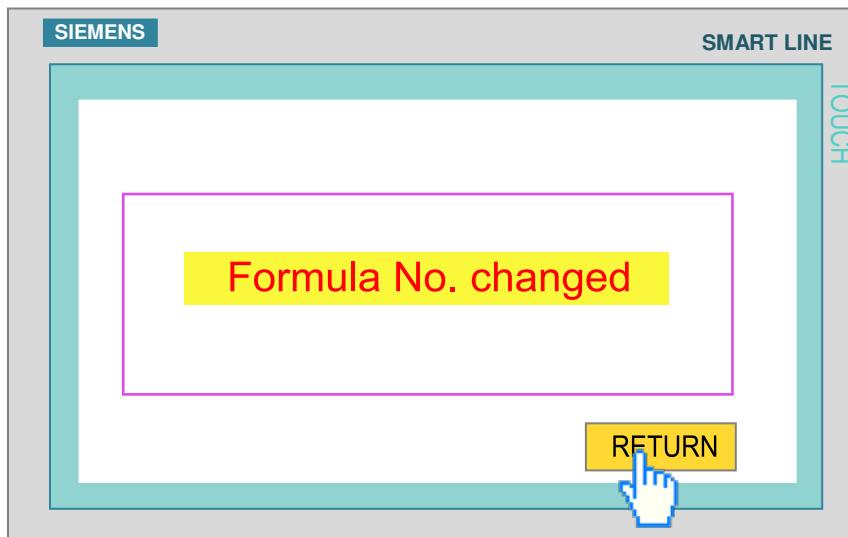 SIEMENS
SMART LINE
TOUCH
Formula No. changed
RETURN